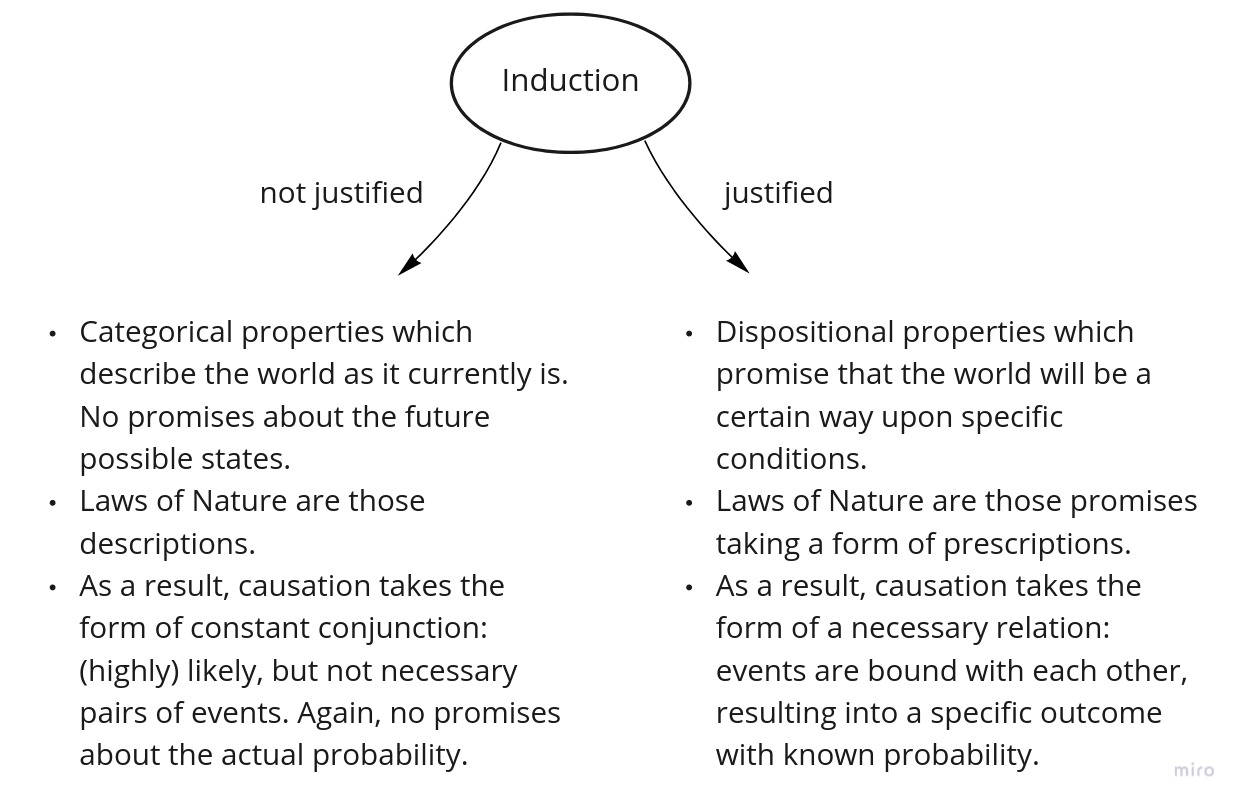 Induction
not justified
justified
• Categorical properties which
describe the world as it currently is.
No promises about the future
possible states.
• Laws of Nature are those
descriptions.
• As a result, causation takes the
form of constant conjunction:
(highly) likely, but not necessary
pairs of events. Again, no promises
about the actual probability.
• Dispositional properties which
promise that the world will be a
certain way upon specific
conditions.
• Laws of Nature are those promises
taking a form of prescriptions.
• As a result, causation takes the
form of a necessary relation:
events are bound with each other,
resulting into a specific outcome
with known probability.
miro